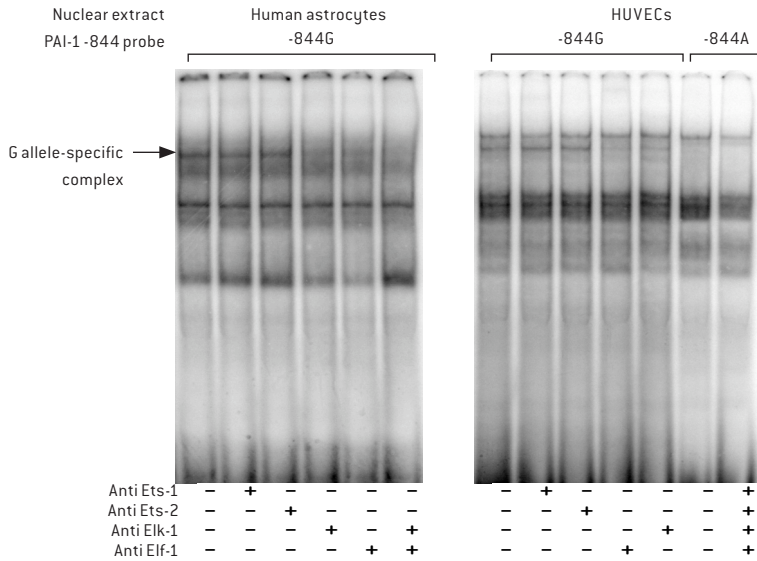 Nuclear extract Human astrocytes HUVECs
PAI-1 -844 probe -844G -844G -844A
G allele-specific
complex
Anti Ets-1 – + – – – – – + – – – – +
Anti Ets-2 – – + – – – – – + – – – +
Anti Elk-1 – – – + – + – – – – + – +
Anti Elf-1 – – – – + + – – – + – – +